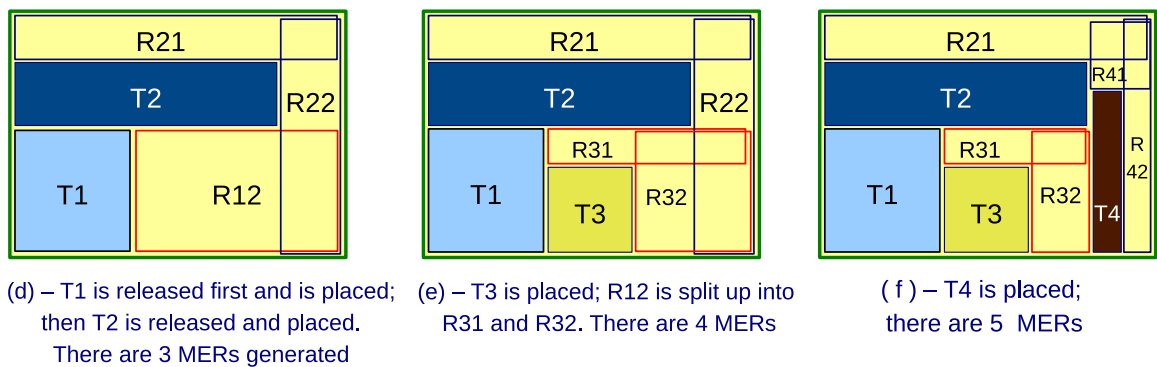 R21
T2
R22
T1
R12
(d) – T1 is released first and is placed;
then T2 is released and placed.
There are 3 MERs generated
R21
T2
R22
R31
T1
T3
R32
(e) – T3 is placed; R12 is split up into
R31 and R32. There are 4 MERs
R21
R41
T2
R
42
R31
T1
T3
R32
T4
( f ) – T4 is placed;
there are 5 MERs